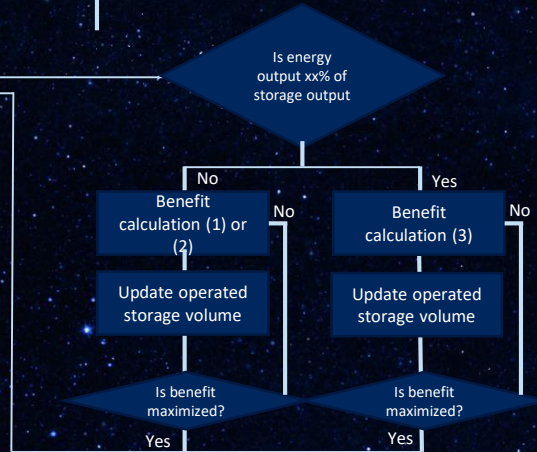 Is energy
output xx% of
storage output
No
Yes
Benefit
calculation (1) or
(2)
No
Benefit
calculation (3)
No
Update operated
storage volume
Update operated
storage volume
Is benefit
maximized?
Is benefit
maximized?
Yes
Yes